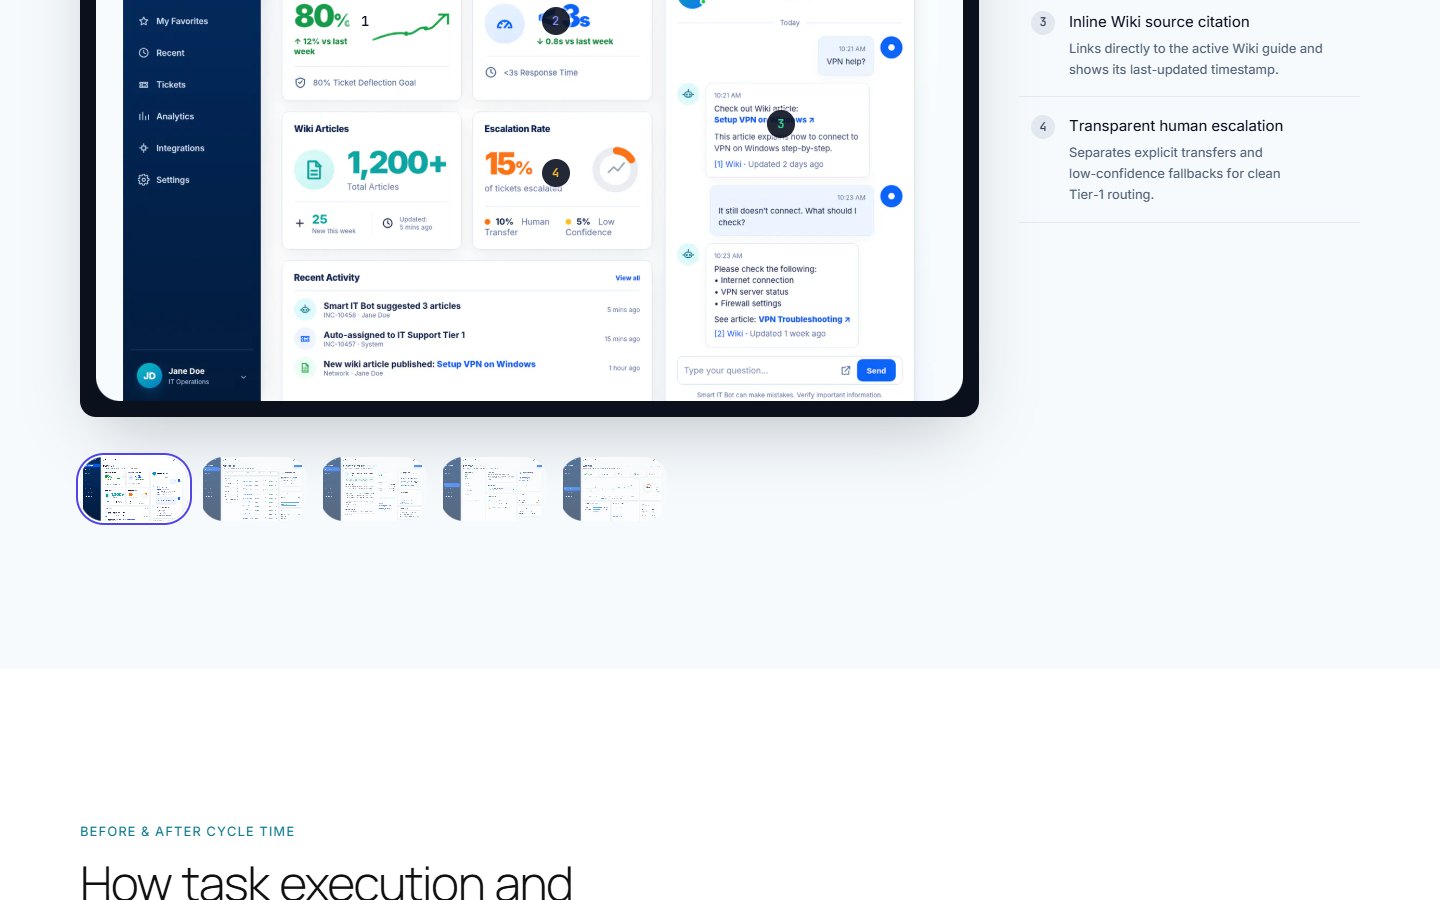 My Favorites
Recent
Tickets
Analytics
Integrations
Settings
JD
Jane Doe
IT Operations
80%
1
↑ 12% vs last
week
80% Ticket Deflection Goal
2
3s
↓ 0.8s vs last week
<3s Response Time
Wiki Articles
1,200+
Total Articles
25
New this week
Updated:
5 mins ago
Escalation Rate
15%
4
of tickets escalated
10% Human
Transfer
5% Low
Confidence
Recent Activity
View all
Smart IT Bot suggested 3 articles
INC-10458 · Jane Doe
5 mins ago
Auto-assigned to IT Support Tier 1
INC-10457 · System
15 mins ago
New wiki article published: Setup VPN on Windows
Network · Jane Doe
1 hour ago
Today
10:21 AM
VPN help?
10:21 AM
Check out Wiki article:
Setup VPN on Windows ↗
3
This article explains how to connect to
VPN on Windows step-by-step.
[1] Wiki · Updated 2 days ago
10:23 AM
It still doesn't connect. What should I
check?
10:23 AM
Please check the following:
• Internet connection
• VPN server status
• Firewall settings
See article: VPN Troubleshooting ↗
[2] Wiki · Updated 1 week ago
Type your question...
Send
Smart IT Bot can make mistakes. Verify important information.
3
Inline Wiki source citation
Links directly to the active Wiki guide and
shows its last-updated timestamp.
4
Transparent human escalation
Separates explicit transfers and
low-confidence fallbacks for clean
Tier-1 routing.
BEFORE & AFTER CYCLE TIME
How task execution and